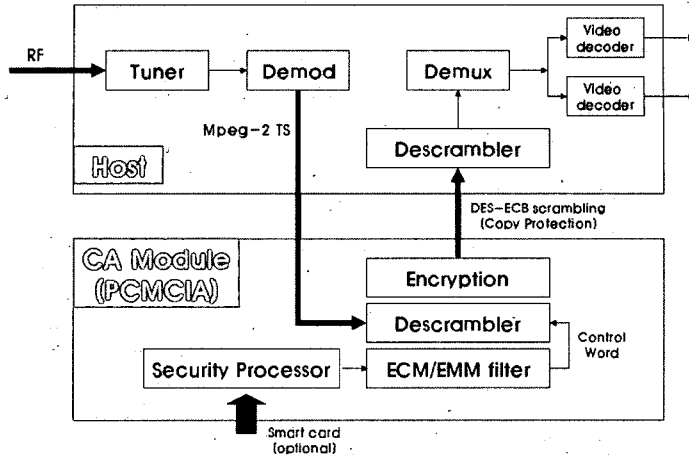 RF
Tuner
Demod
Demux
Video
decoder
Video
decoder
Mpeg-2 TS
Descrambler
Host
DES-ECB scrambling
(Copy Protection)
CA Module
(PCMCIA)
Encryption
Descrambler
Control
Word
Security Processor
ECM/EMM filter
Smart card
(optional)